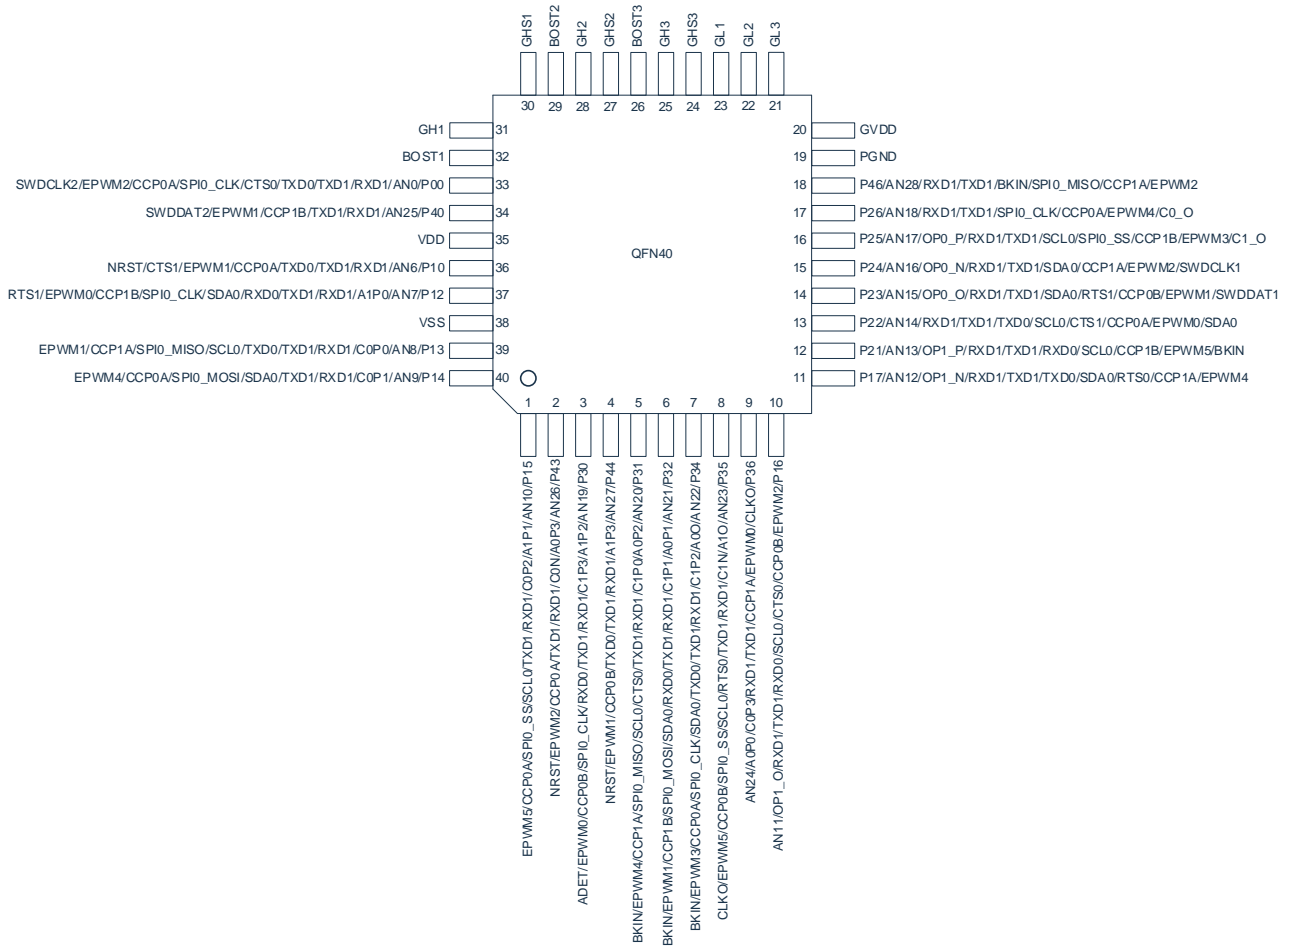 GHS1
BOST2
GH2
GHS2
BOST3
GH3
GHS3
GL1
GL2
GL3
30 29 28 27 26 25 24 23 22 21
GH1 31
BOST1 32
SWDCLK2/EPWM2/CCP0A/SPI0_CLK/CTS0/TXD0/TXD1/RXD1/AN0/P00 33
SWDDAT2/EPWM1/CCP1B/TXD1/RXD1/AN25/P40 34
VDD 35
NRST/CTS1/EPWM1/CCP0A/TXD0/TXD1/RXD1/AN6/P10 36
RTS1/EPWM0/CCP1B/SPI0_CLK/SDA0/RXD0/TXD1/RXD1/A1P0/AN7/P12 37
VSS 38
EPWM1/CCP1A/SPI0_MISO/SCL0/TXD0/TXD1/RXD1/C0P0/AN8/P13 39
EPWM4/CCP0A/SPI0_MOSI/SDA0/TXD1/RXD1/C0P1/AN9/P14 40
QFN40
20 GVDD
19 PGND
18 P46/AN28/RXD1/TXD1/BKIN/SPI0_MISO/CCP1A/EPWM2
17 P26/AN18/RXD1/TXD1/SPI0_CLK/CCP0A/EPWM4/C0_O
16 P25/AN17/OP0_P/RXD1/TXD1/SCL0/SPI0_SS/CCP1B/EPWM3/C1_O
15 P24/AN16/OP0_N/RXD1/TXD1/SDA0/CCP1A/EPWM2/SWDCLK1
14 P23/AN15/OP0_O/RXD1/TXD1/SDA0/RTS1/CCP0B/EPWM1/SWDDAT1
13 P22/AN14/RXD1/TXD1/TXD0/SCL0/CTS1/CCP0A/EPWM0/SDA0
12 P21/AN13/OP1_P/RXD1/TXD1/RXD0/SCL0/CCP1B/EPWM5/BKIN
11 P17/AN12/OP1_N/RXD1/TXD1/TXD0/SDA0/RTS0/CCP1A/EPWM4
1 2 3 4 5 6 7 8 9 10
EPWM5/CCP0A/SPI0_SS/SCL0/TXD1/RXD1/C0P2/A1P1/AN10/P15
NRST/EPWM2/CCP0A/TXD1/RXD1/C0N/A0P3/AN26/P43
ADET/EPWM0/CCP0B/SPI0_CLK/RXD0/TXD1/RXD1/C1P3/A1P2/AN19/P30
NRST/EPWM1/CCP0B/TXD0/TXD1/RXD1/A1P3/AN27/P44
BKIN/EPWM4/CCP1A/SPI0_MISO/SCL0/CTS0/TXD1/RXD1/C1P0/A0P2/AN20/P31
BKIN/EPWM1/CCP1B/SPI0_MOSI/SDA0/RXD0/TXD1/RXD1/C1P1/A0P1/AN21/P32
BKIN/EPWM3/CCP0A/SPI0_CLK/SDA0/TXD0/TXD1/RXD1/C1P2/A0O/AN22/P34
CLKO/EPWM5/CCP0B/SPI0_SS/SCL0/RTS0/TXD1/RXD1/C1N/A1O/AN23/P35
AN24/A0P0/C0P3/RXD1/TXD1/CCP1A/EPWM0/CLKO/P36
AN11/OP1_O/RXD1/TXD1/RXD0/SCL0/CTS0/CCP0B/EPWM2/P16